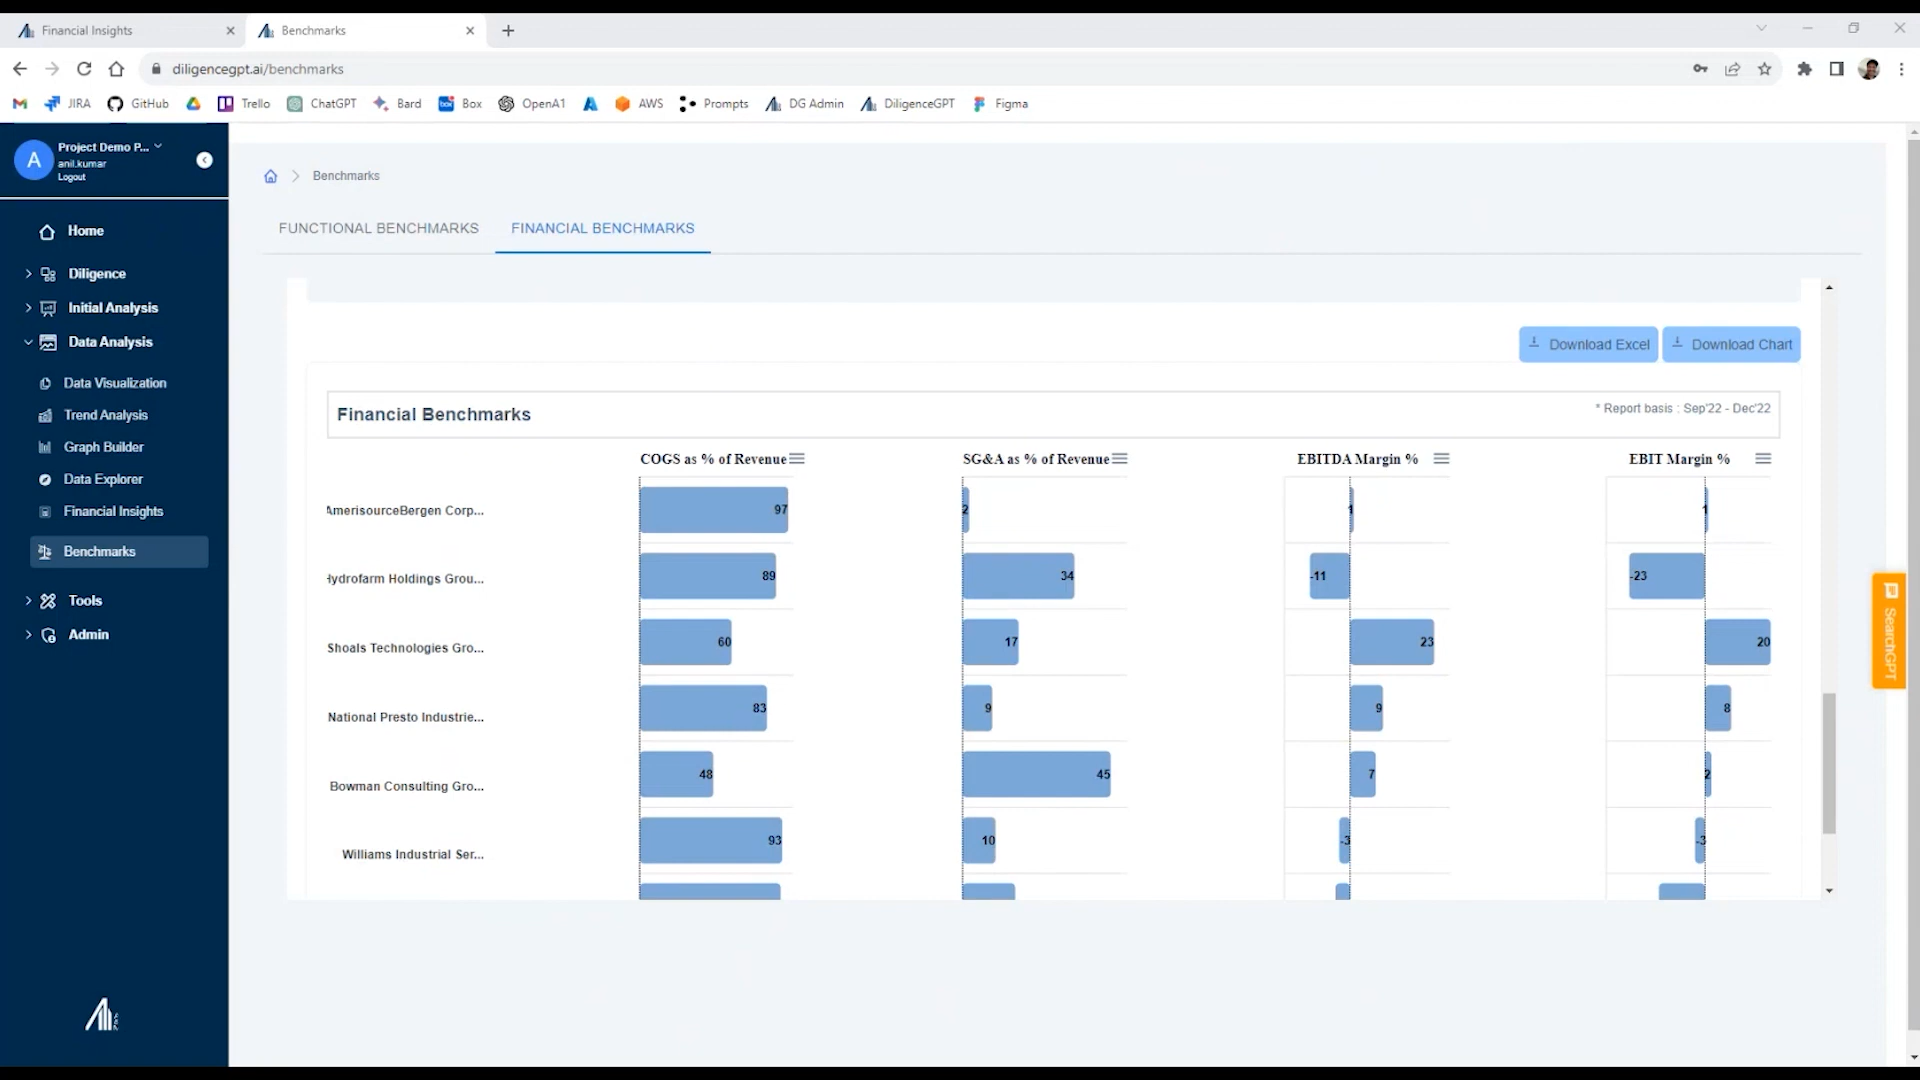 Financial Insights
Benchmarks
diligencegpt.ai/benchmarks
JIRA GitHub Trello ChatGPT Bard Box OpenA1 AWS Prompts DG Admin DiligenceGPT Figma
A
Project Demo P...
anil.kumar
Logout
Home
Diligence
Initial Analysis
Data Analysis
Data Visualization
Trend Analysis
Graph Builder
Data Explorer
Financial Insights
Benchmarks
Tools
Admin
Benchmarks
FUNCTIONAL BENCHMARKS FINANCIAL BENCHMARKS
Download Excel Download Chart
Financial Benchmarks
* Report basis : Sep'22 - Dec'22
COGS as % of Revenue SG&A as % of Revenue EBITDA Margin % EBIT Margin %
AmerisourceBergen Corp... 97 2 1 1
Hydrofarm Holdings Grou... 89 34 -11 -23
Shoals Technologies Gro... 60 17 23 20
National Presto Industrie... 83 9 9 8
Bowman Consulting Gro... 48 45 7 2
Williams Industrial Ser... 93 10 -3 -3
SearchGPT